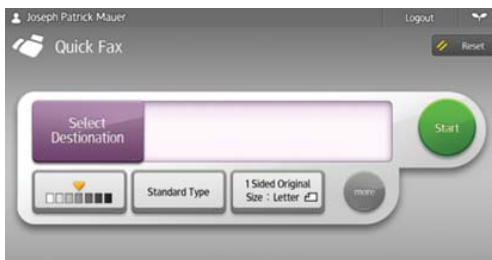 Joseph Patrick Mauer
Logout
Quick Fax
Reset
Select
Destionation
Start
Standard Type
1 Sided Original
Size : Letter
more